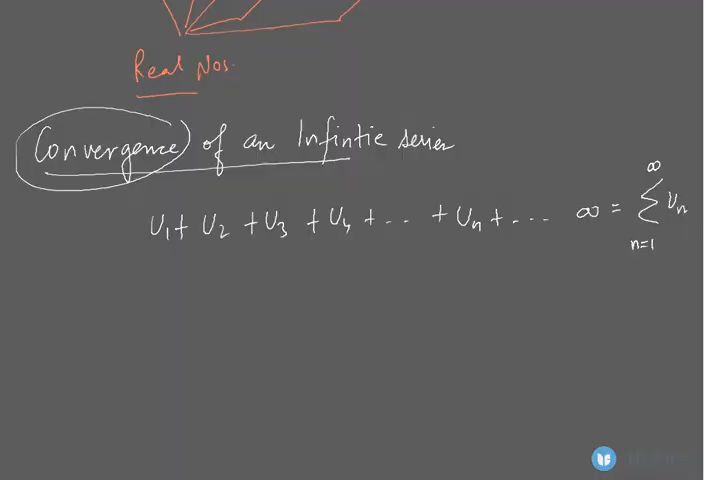 Real Nos.
Convergence of an Infintie series
U₁ + U₂ + U₃ + U₄ + .. + Uₙ + ... ∞ = ∑ₙ₌₁^∞ Uₙ